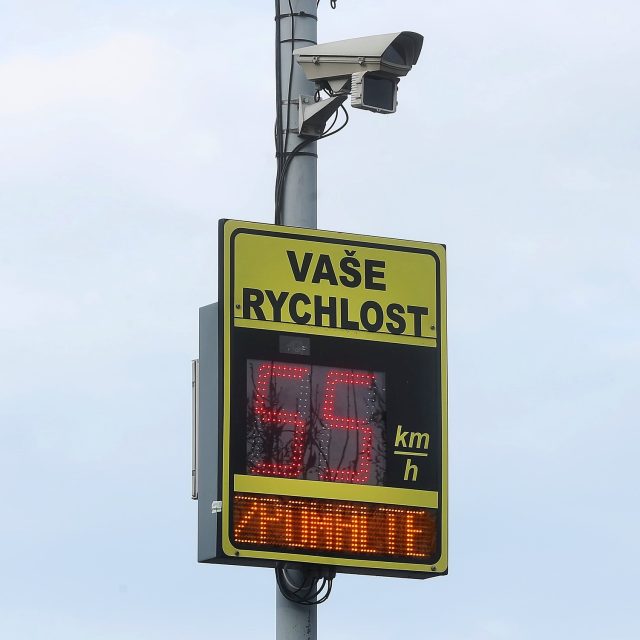 VAŠE
RYCHLOST
55
km
h
ZPOMALTE